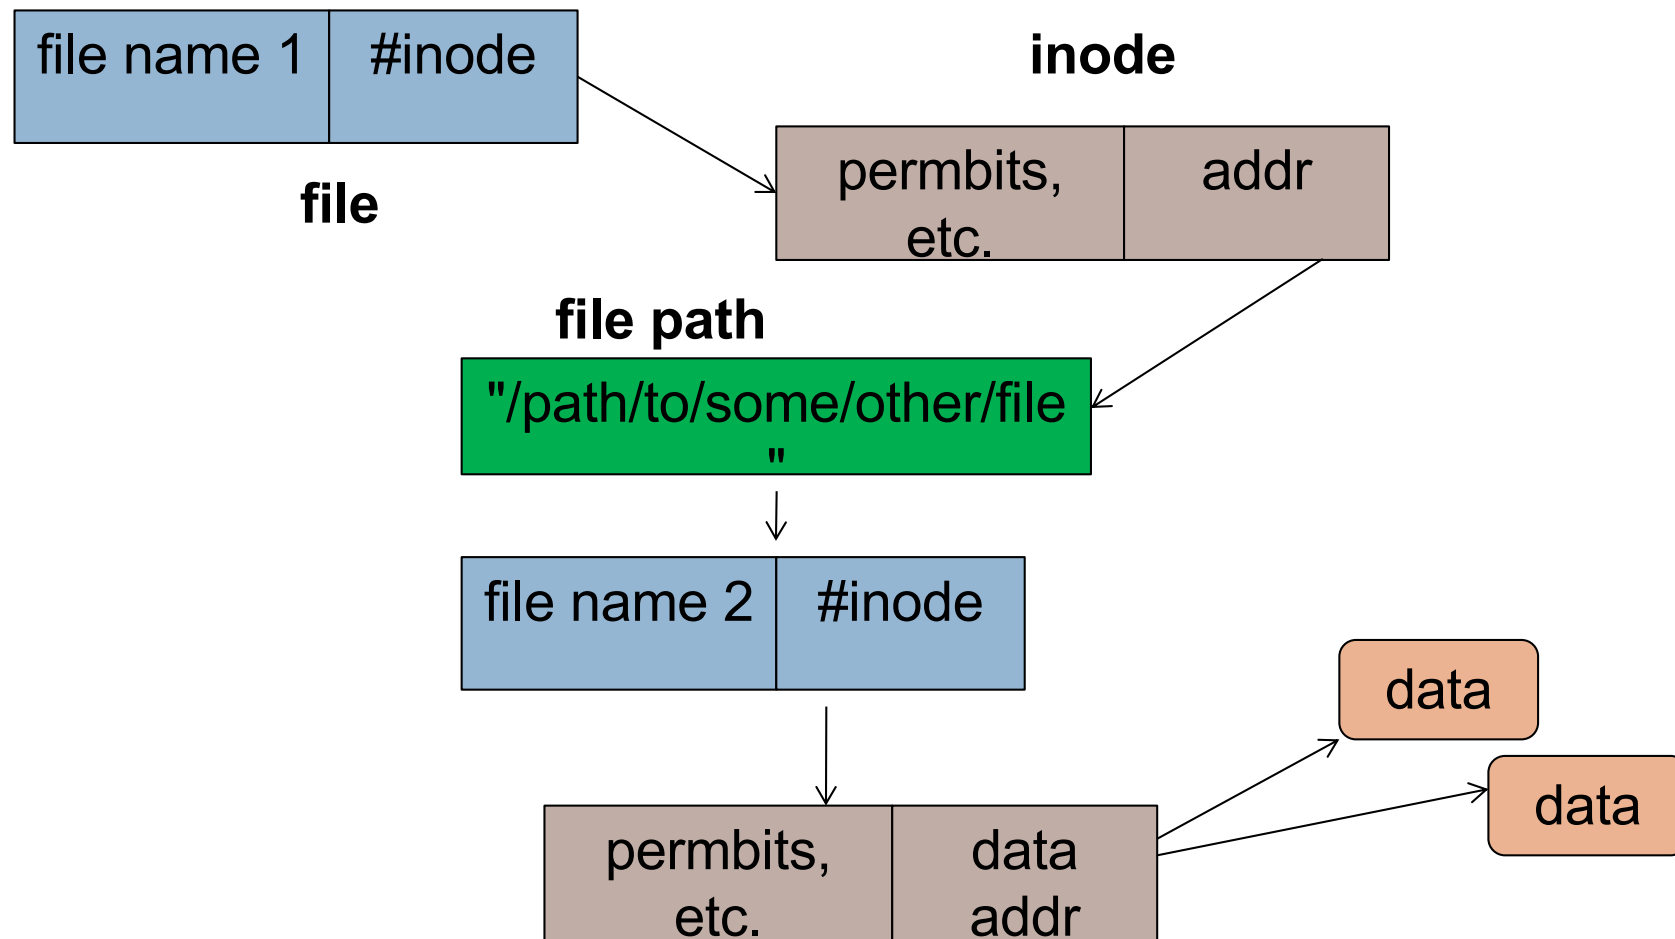 file name 1 #inode
inode
permbits, addr
etc.
file
file path
"/path/to/some/other/file
"
file name 2 #inode
data
data
permbits, data
etc. addr